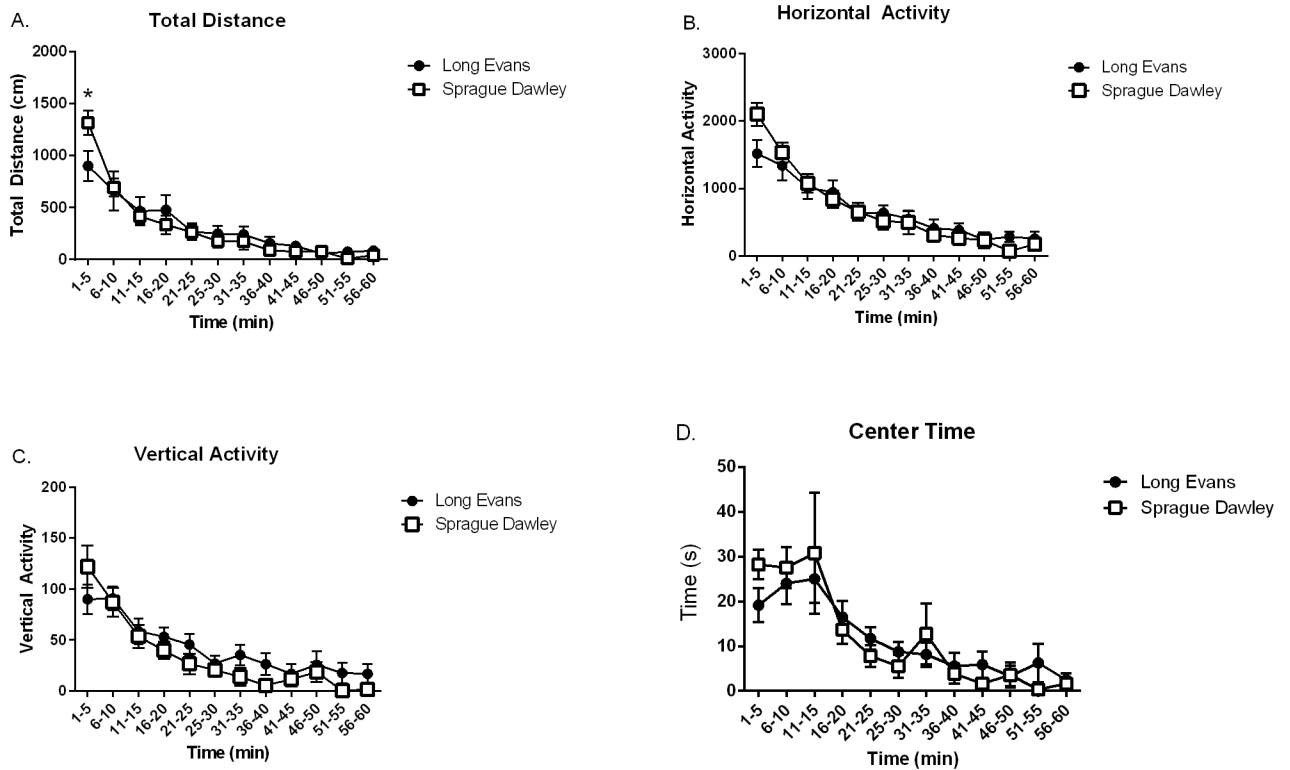 A.
Total Distance
2000
1500
1000
500
0
*
Total Distance (cm)
1-5
6-10
11-15
16-20
21-25
25-30
31-35
36-40
41-45
46-50
51-55
56-60
Time (min)
Long Evans
Sprague Dawley
B.
Horizontal Activity
3000
2000
1000
0
Horizontal Activity
1-5
6-10
11-15
16-20
21-25
25-30
31-35
36-40
41-45
46-50
51-55
56-60
Time (min)
Long Evans
Sprague Dawley
C.
Vertical Activity
200
150
100
50
0
Vertical Activity
1-5
6-10
11-15
16-20
21-25
25-30
31-35
36-40
41-45
46-50
51-55
56-60
Time (min)
Long Evans
Sprague Dawley
D.
Center Time
50
40
30
20
10
0
Time (s)
1-5
6-10
11-15
16-20
21-25
25-30
31-35
36-40
41-45
46-50
51-55
56-60
Time (min)
Long Evans
Sprague Dawley